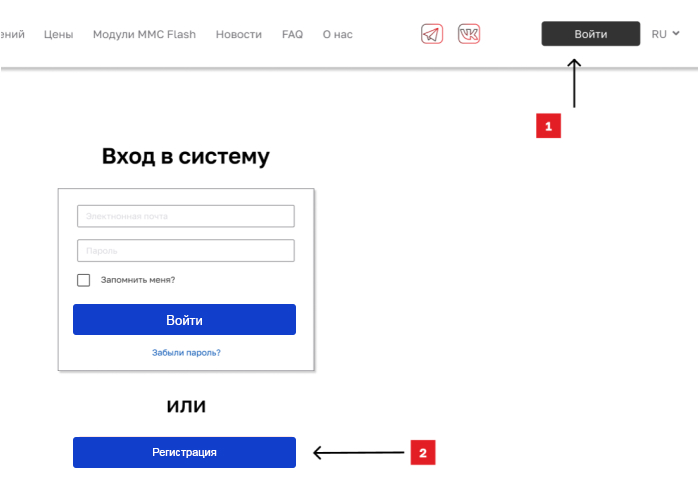 ений Цены Модули MMC Flash Новости FAQ О нас Войти RU
1
Вход в систему
Электнонная почта
Пароль
Запомнить меня?
Войти
Забыли пароль?
ИЛИ
Регистрация
2